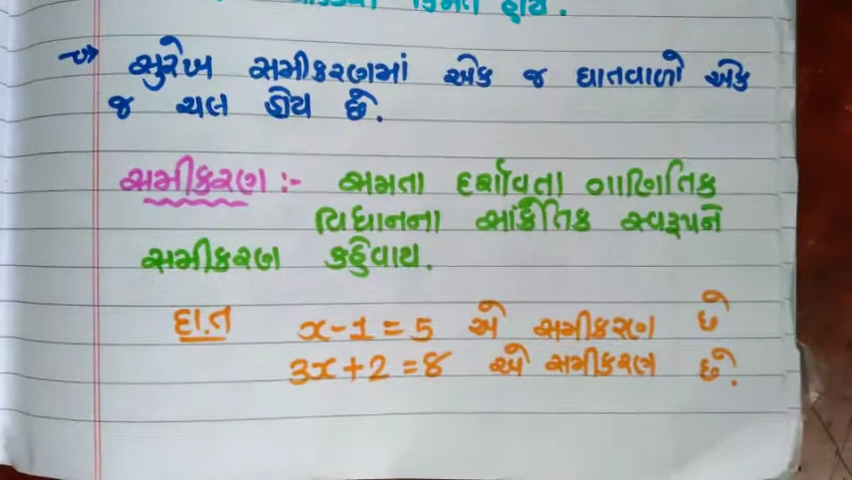 કિંમત હોય.
→ સુરેખ સમીકરણમાં એક જ ઘાતવાળો એક
જ ચલ હોય છે.
સમીકરણ :- સમતા દર્શાવતા ગાણિતિક
વિધાનના સાંકેતિક સ્વરૂપને
સમીકરણ કહેવાય.
દા.ત x-1=5 એ સમીકરણ છે
3x+2=8 એ સમીકરણ છે.